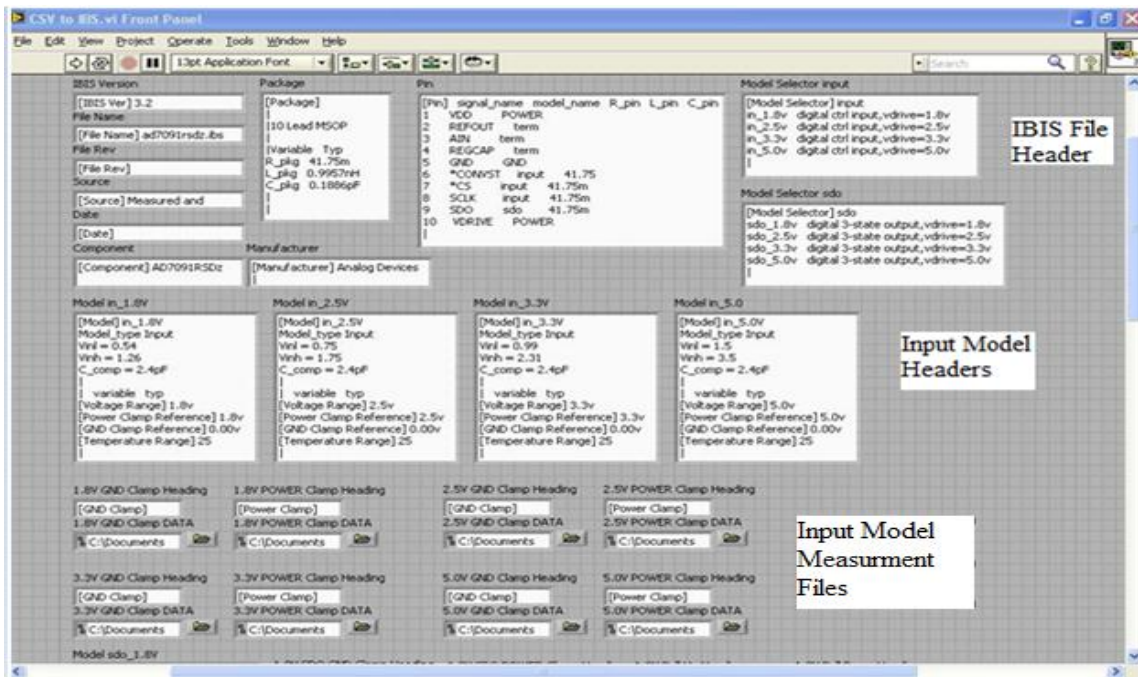 CSV to IBIS.vi Front Panel
File Edit View Project Operate Tools Window Help
13pt Application Font
Search
IBIS Version
[IBIS Ver] 3.2
File Name
[File Name] ad7091rsdz.ibs
File Rev
[File Rev]
Source
[Source] Measured and
Date
[Date]
Component
[Component] AD7091RSDz
Manufacturer
[Manufacturer] Analog Devices
|
Package
[Package]
|
|10 Lead MSOP
|
|Variable Typ
R_pkg 41.75m
L_pkg 0.9957nH
C_pkg 0.1886pF
|
|
Pin
[Pin] signal_name model_name R_pin L_pin C_pin
1 VDD POWER
2 REFOUT term
3 AIN term
4 REGCAP term
5 GND GND
6 *CONVST input 41.75
7 *CS input 41.75m
8 SCLK input 41.75m
9 SDO sdo 41.75m
10 VDRIVE POWER
|
Model Selector input
[Model Selector] input
in_1.8v digital ctrl input,vdrive=1.8v
in_2.5v digital ctrl input,vdrive=2.5v
in_3.3v digital ctrl input,vdrive=3.3v
in_5.0v digital ctrl input,vdrive=5.0v
|
Model Selector sdo
[Model Selector] sdo
sdo_1.8v digital 3-state output,vdrive=1.8v
sdo_2.5v digital 3-state output,vdrive=2.5v
sdo_3.3v digital 3-state output,vdrive=3.3v
sdo_5.0v digital 3-state output,vdrive=5.0v
|
IBIS File
Header
Model in_1.8V
[Model] in_1.8V
Model_type Input
Vinl = 0.54
Vinh = 1.26
C_comp = 2.4pF
|
| variable typ
[Voltage Range] 1.8v
[Power Clamp Reference] 1.8v
[GND Clamp Reference] 0.00v
[Temperature Range] 25
|
Model in_2.5V
[Model] in_2.5V
Model_type Input
Vinl = 0.75
Vinh = 1.75
C_comp = 2.4pF
|
| variable typ
[Voltage Range] 2.5v
[Power Clamp Reference] 2.5v
[GND Clamp Reference] 0.00v
[Temperature Range] 25
|
Model in_3.3V
[Model] in_3.3V
Model_type Input
Vinl = 0.99
Vinh = 2.31
C_comp = 2.4pF
|
| variable typ
[Voltage Range] 3.3v
[Power Clamp Reference] 3.3v
[GND Clamp Reference] 0.00v
[Temperature Range] 25
|
Model in_5.0
[Model] in_5.0V
Model_type Input
Vinl = 1.5
Vinh = 3.5
C_comp = 2.4pF
|
| variable typ
[Voltage Range] 5.0v
[Power Clamp Reference] 5.0v
[GND Clamp Reference] 0.00v
[Temperature Range] 25
|
Input Model
Headers
1.8V GND Clamp Heading 1.8V POWER Clamp Heading 2.5V GND Clamp Heading 2.5V POWER Clamp Heading
[GND Clamp] [Power Clamp] [GND Clamp] [Power Clamp]
1.8V GND Clamp DATA 1.8V POWER Clamp DATA 2.5V GND Clamp DATA 2.5V POWER Clamp DATA
C:\Documents C:\Documents C:\Documents C:\Documents
3.3V GND Clamp Heading 3.3V POWER Clamp Heading 5.0V GND Clamp Heading 5.0V POWER Clamp Heading
[GND Clamp] [Power Clamp] [GND Clamp] [Power Clamp]
3.3V GND Clamp DATA 3.3V POWER Clamp DATA 5.0V GND Clamp DATA 5.0V POWER Clamp DATA
C:\Documents C:\Documents C:\Documents C:\Documents
Input Model
Measurment
Files
Model sdo_1.8V